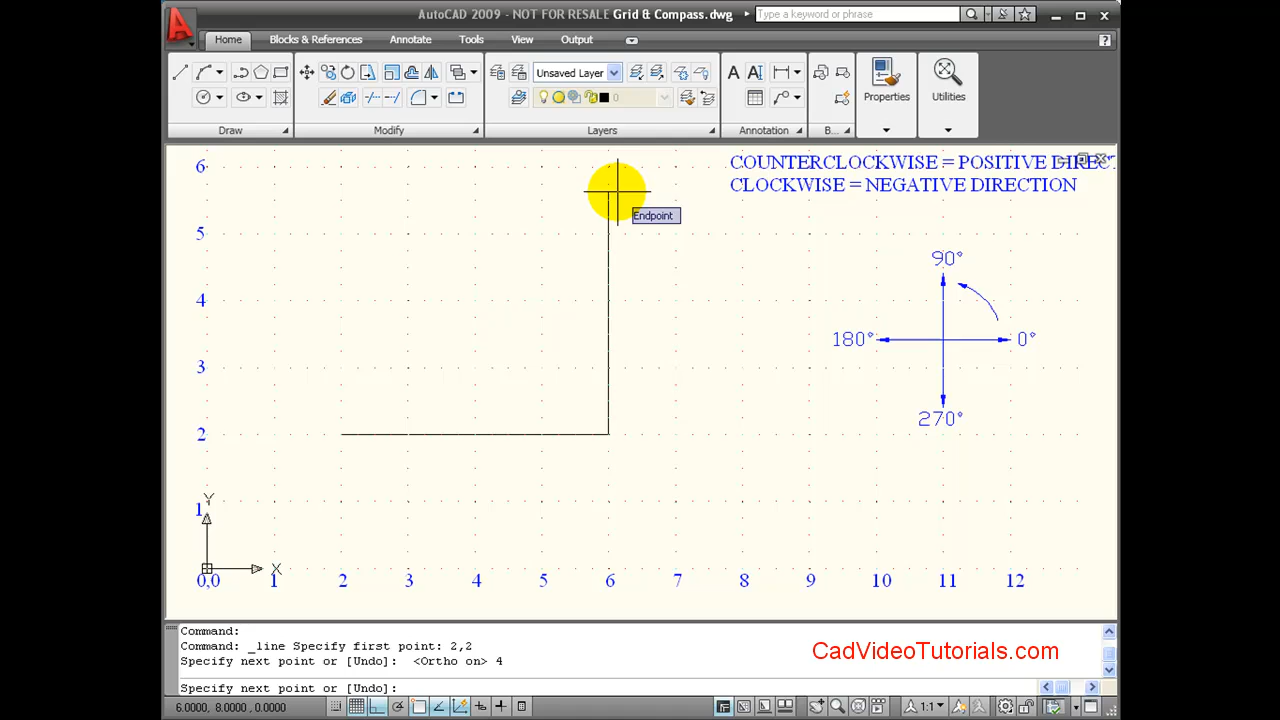 AutoCAD 2009 - NOT FOR RESALE Grid & Compass.dwg
Type a keyword or phrase
Home Blocks & References Annotate Tools View Output
Unsaved Layer
0
Properties
Utilities
Draw Modify Layers Annotation B...
COUNTERCLOCKWISE = POSITIVE DIRECT
CLOCKWISE = NEGATIVE DIRECTION
6
Endpoint
5
90°
4
180° 0°
3
270°
2
Y
1
X
0,0 1 2 3 4 5 6 7 8 9 10 11 12
Command:
Command: _line Specify first point: 2,2
Specify next point or [Undo]: <Ortho on> 4
CadVideoTutorials.com
Specify next point or [Undo]:
6.0000, 8.0000, 0.0000
1:1